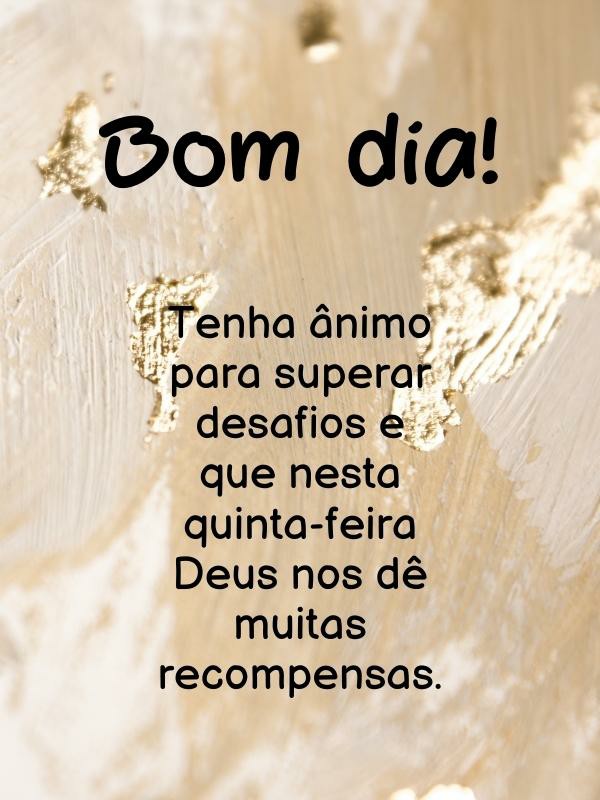 Bom dia!
Tenha ânimo
para superar
desafios e
que nesta
quinta-feira
Deus nos dê
muitas
recompensas.